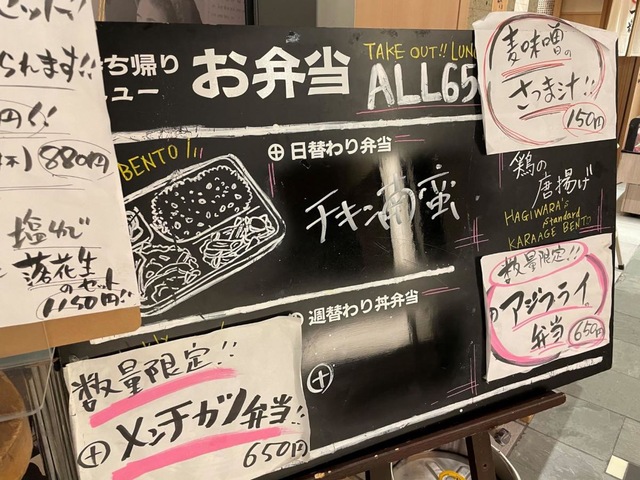 られます!!
880円
塩ゆで
落花生
のセット
1150円!!
ち帰り
ュー
お弁当
TAKE OUT!! LUN
ALL65
麦味噌の
さつま汁!!
150円
BENTO!!
日替わり弁当
チキン南蛮
鶏の
唐揚げ
HAGIWARA's
standard
KARAAGE BENTO
週替わり丼弁当
数量限定!!
アジフライ
弁当 650円
数量限定!!
メンチカツ弁当!!
650円